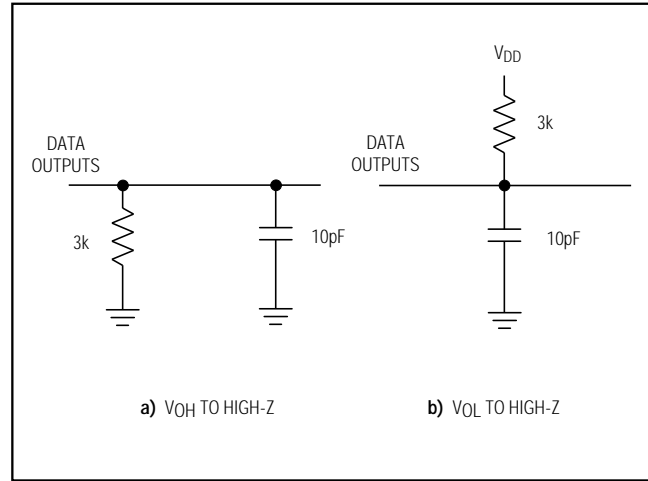 DATA
OUTPUTS
3k
10pF
a) VOH TO HIGH-Z
VDD
3k
DATA
OUTPUTS
10pF
b) VOL TO HIGH-Z